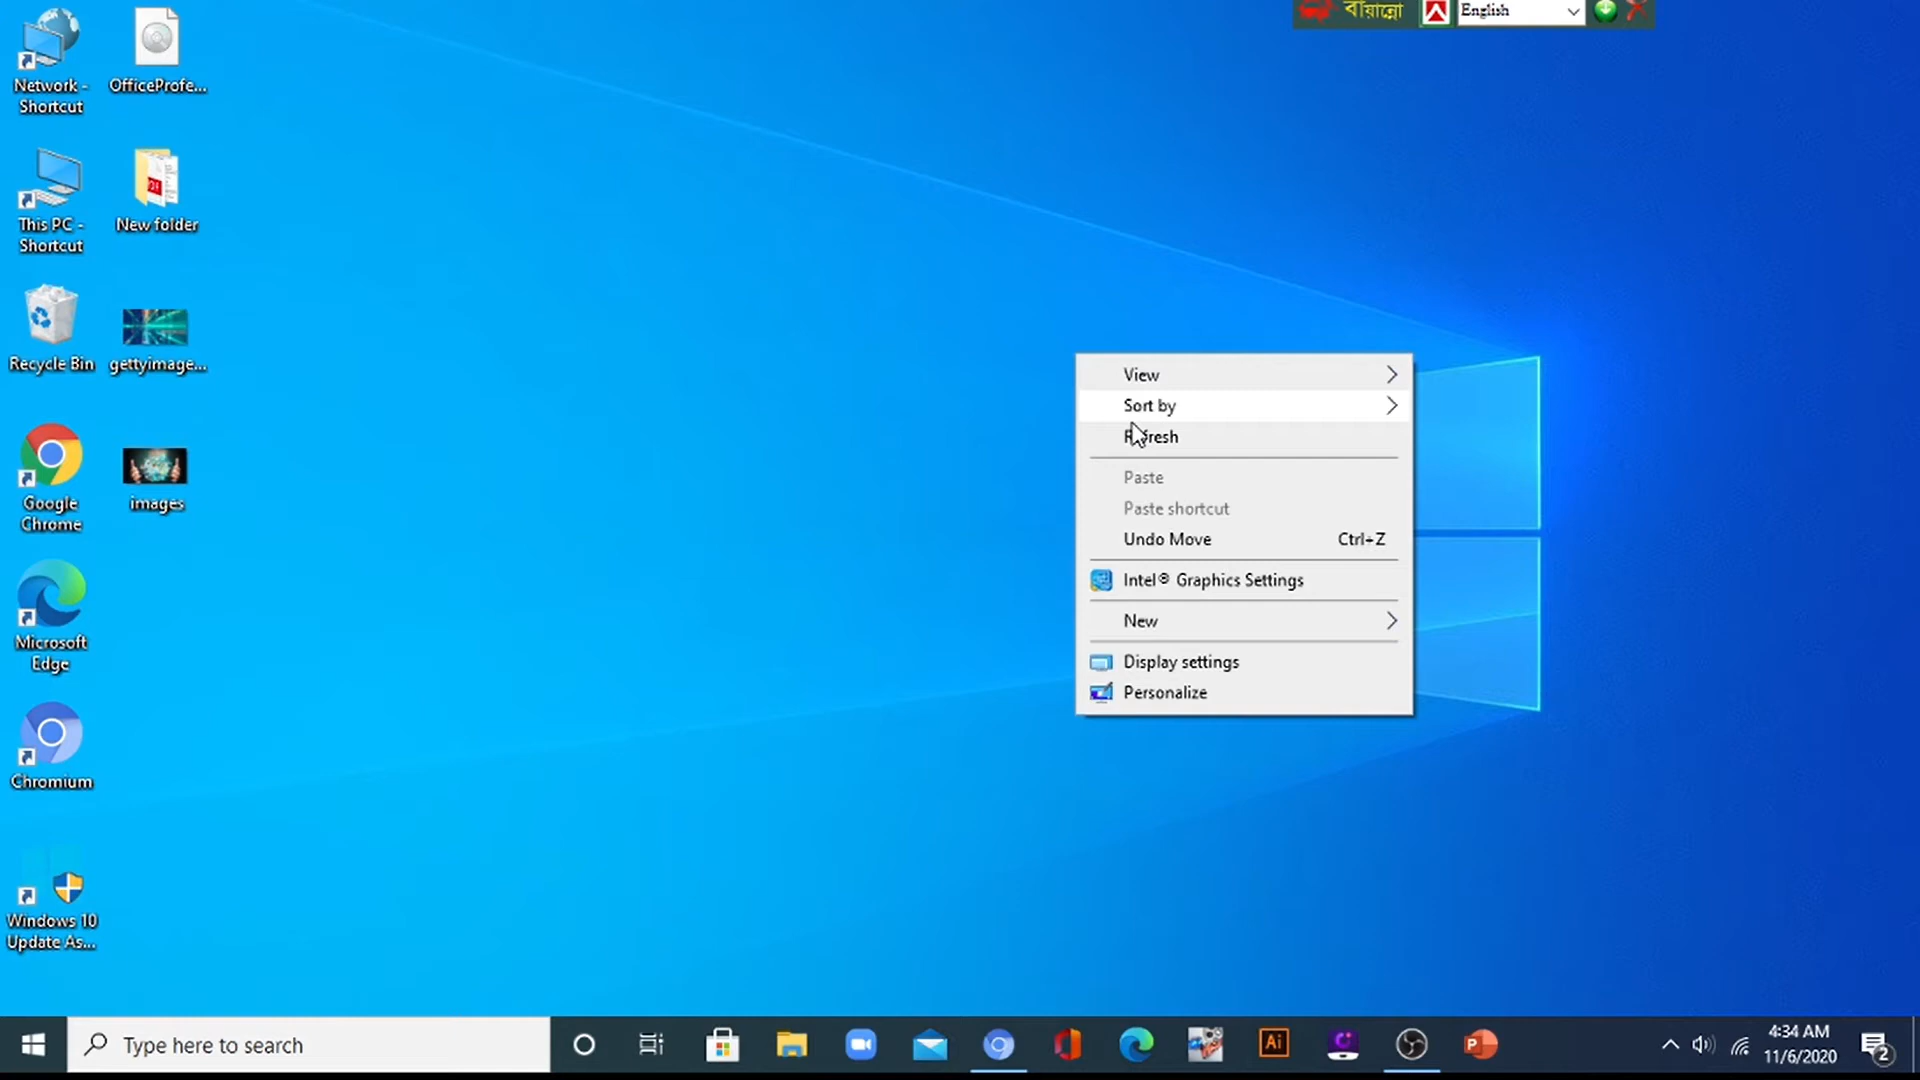 বায়ান্নো
English
Network -
Shortcut
OfficeProfe...
This PC -
Shortcut
New folder
Recycle Bin
gettyimage...
Google
Chrome
images
Microsoft
Edge
Chromium
Windows 10
Update As...
View
Sort by
Refresh
Paste
Paste shortcut
Undo Move Ctrl+Z
Intel® Graphics Settings
New
Display settings
Personalize
Type here to search
Ai
P
4:34 AM
11/6/2020
2